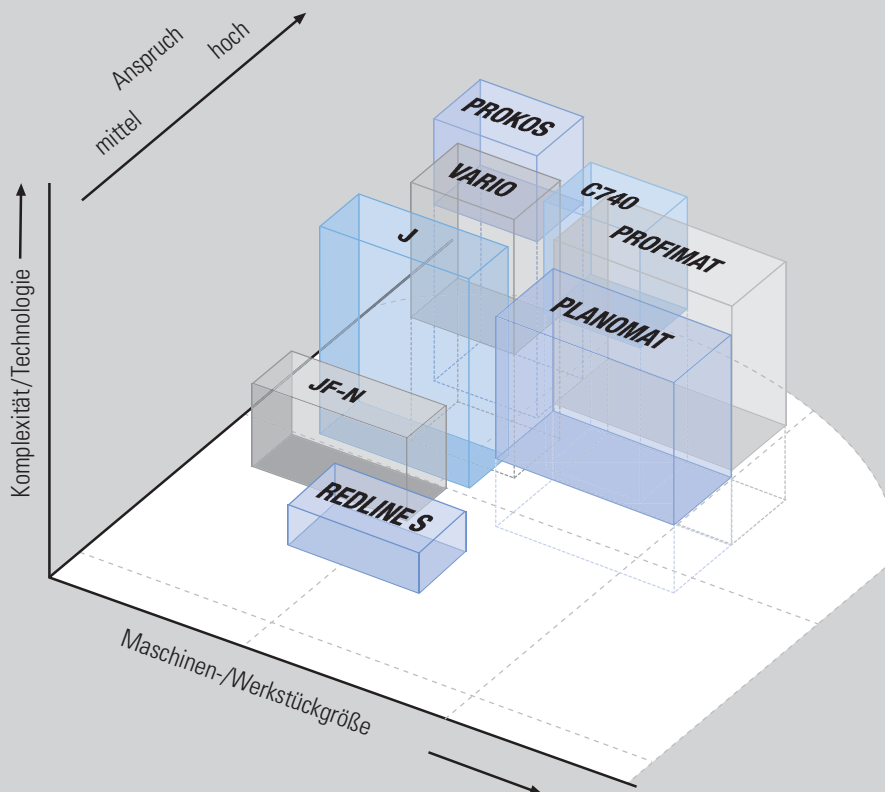 Anspruch
mittel
hoch
Komplexität/Technologie
PROKOS
VARIO
C740
J
PROFIMAT
PLANOMAT
JF-N
REDLINE S
Maschinen-/Werkstückgröße